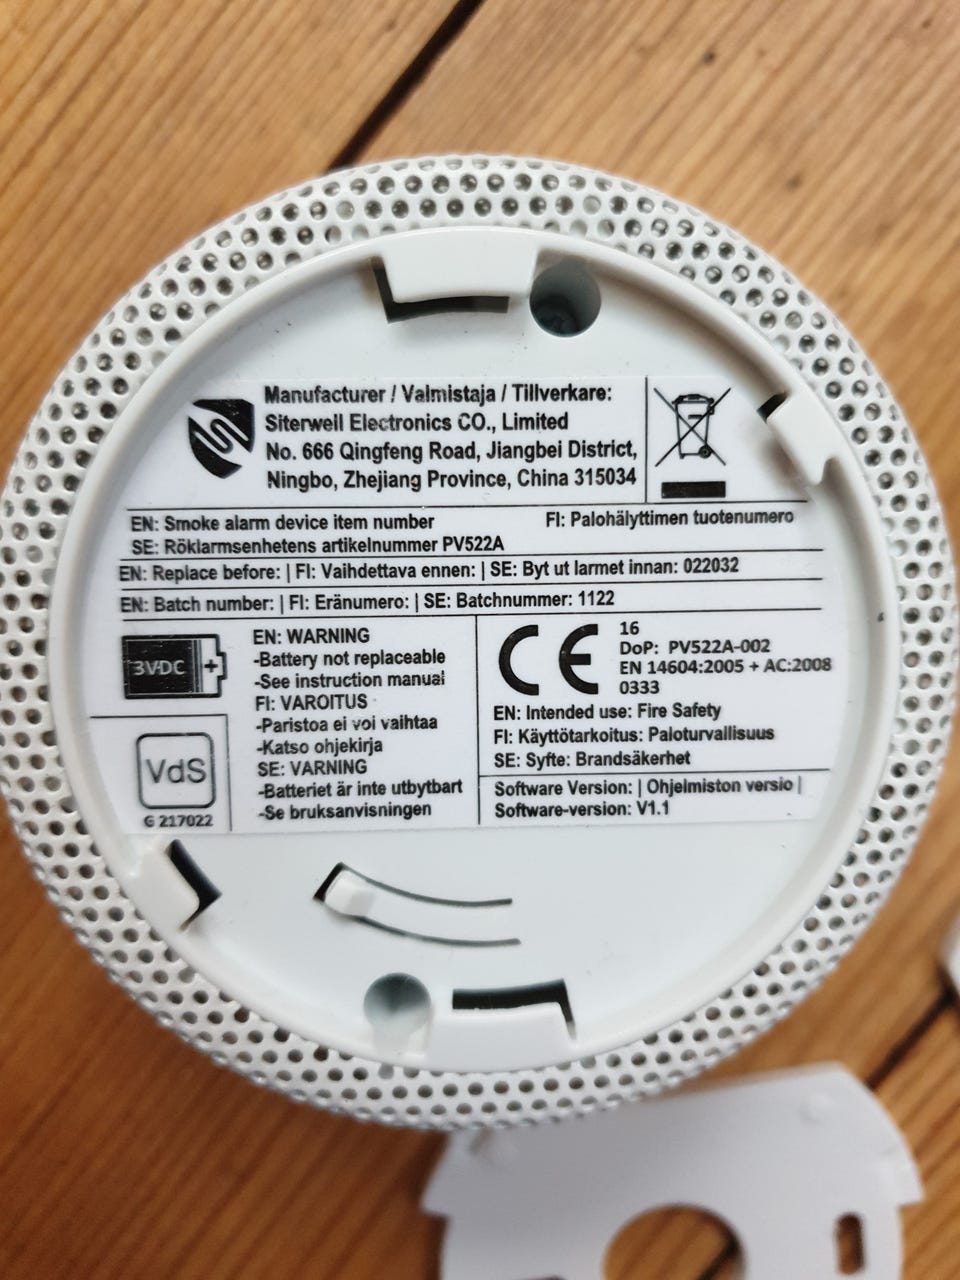 Manufacturer / Valmistaja / Tillverkare:
Siterwell Electronics CO., Limited
No. 666 Qingfeng Road, Jiangbei District,
Ningbo, Zhejiang Province, China 315034
EN: Smoke alarm device item number FI: Palohälyttimen tuotenumero
SE: Röklarmsenhetens artikelnummer PV522A
EN: Replace before: | FI: Vaihdettava ennen: | SE: Byt ut larmet innan: 022032
EN: Batch number: | FI: Eränumero: | SE: Batchnummer: 1122
3VDC +
EN: WARNING
-Battery not replaceable
-See instruction manual
FI: VAROITUS
-Paristoa ei voi vaihtaa
-Katso ohjekirja
SE: VARNING
-Batteriet är inte utbytbart
-Se bruksanvisningen
VdS
G 217022
CE
16
DoP: PV522A-002
EN 14604:2005 + AC:2008
0333
EN: Intended use: Fire Safety
FI: Käyttötarkoitus: Paloturvallisuus
SE: Syfte: Brandsäkerhet
Software Version: | Ohjelmiston versio |
Software-version: V1.1